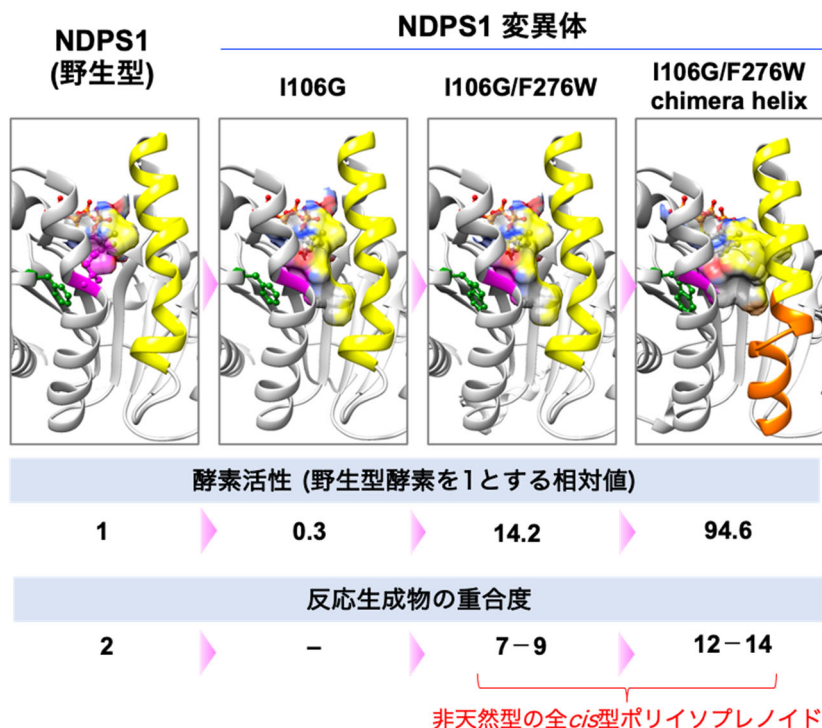 NDPS1
(野生型)
NDPS1 変異体
I106G
I106G/F276W
I106G/F276W
chimera helix
酵素活性 (野生型酵素を1とする相対値)
1
0.3
14.2
94.6
反応生成物の重合度
2
–
7–9
12–14
非天然型の全cis型ポリイソプレノイド